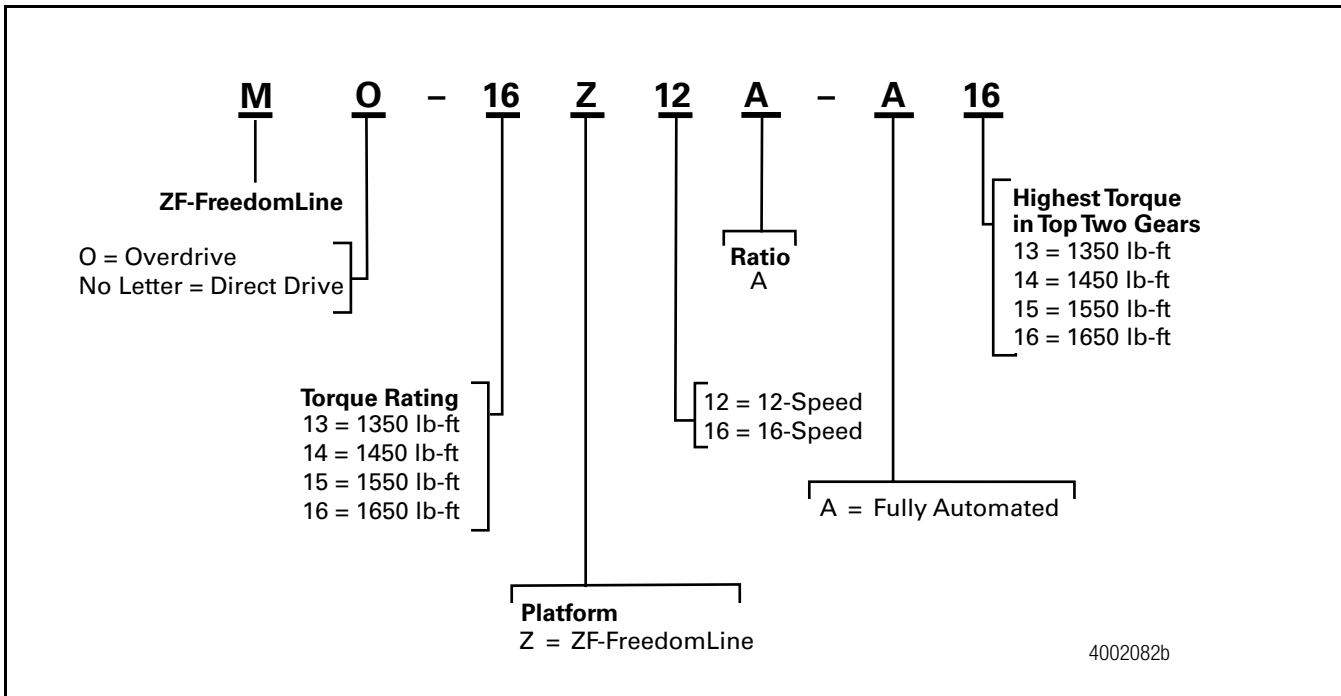 M O – 16 Z 12 A – A 16
ZF-FreedomLine
O = Overdrive
No Letter = Direct Drive
Torque Rating
13 = 1350 lb-ft
14 = 1450 lb-ft
15 = 1550 lb-ft
16 = 1650 lb-ft
Platform
Z = ZF-FreedomLine
12 = 12-Speed
16 = 16-Speed
Ratio
A
A = Fully Automated
Highest Torque
in Top Two Gears
13 = 1350 lb-ft
14 = 1450 lb-ft
15 = 1550 lb-ft
16 = 1650 lb-ft
4002082b